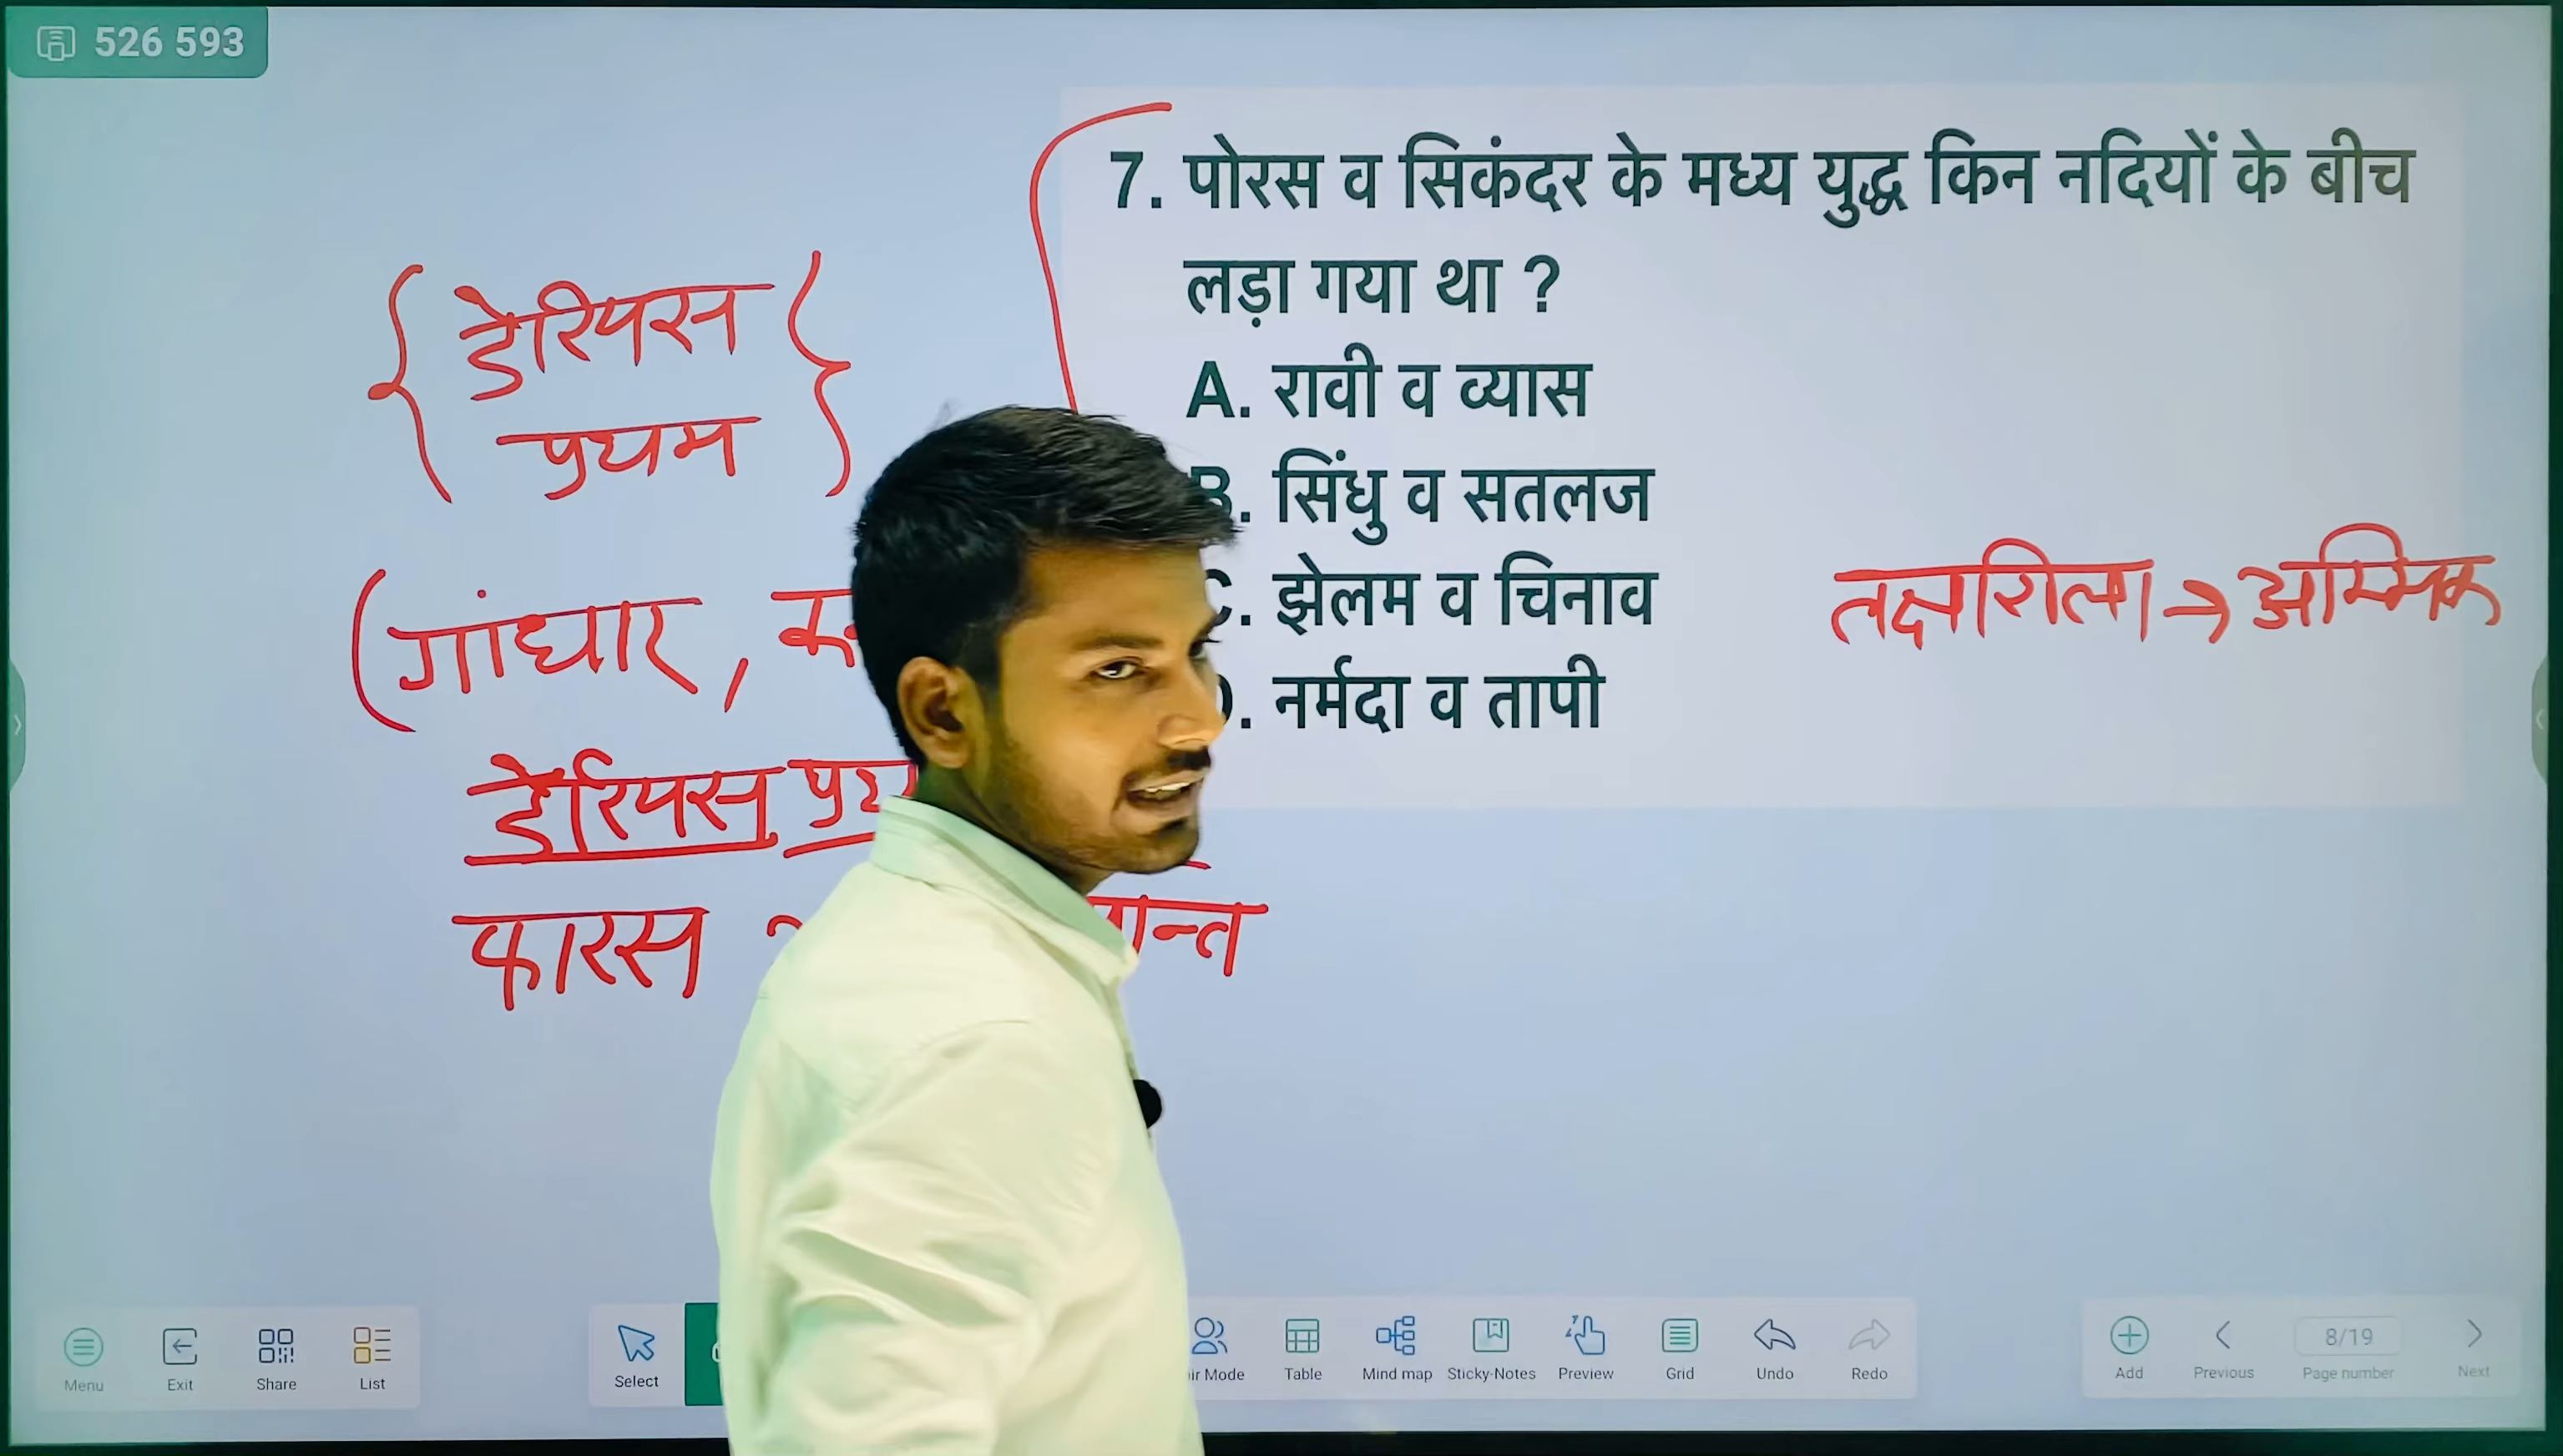 526 593
7. पोरस व सिकंदर के मध्य युद्ध किन नदियों के बीच
लड़ा गया था ?
A. रावी व व्यास
B. सिंधु व सतलज
C. झेलम व चिनाव
D. नर्मदा व तापी
डेरियस
प्रथम
(गांधार,
डेरियस
फारस
तक्षशिला → आम्भिक
Menu
Exit
Share
List
Select
Mode
Table
Mind map
Sticky-Notes
Preview
Grid
Undo
Redo
Add
Previous
8/19
Page number
Next